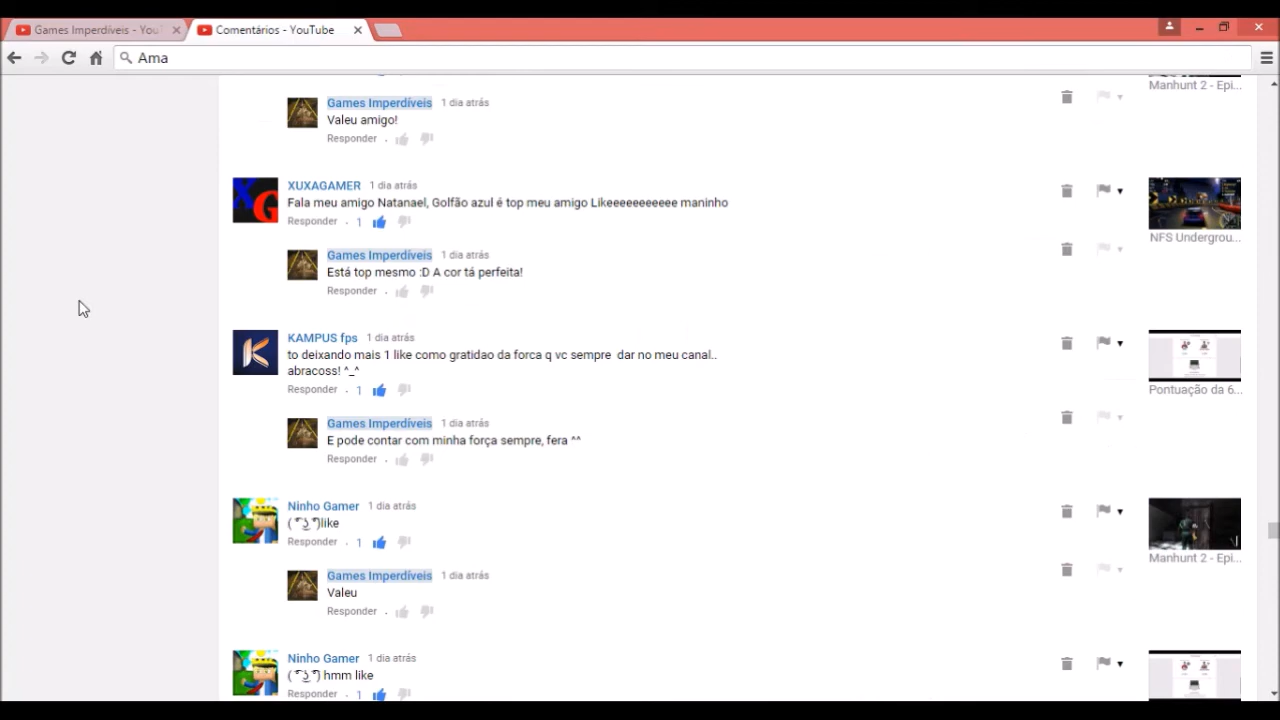 Games Imperdíveis - YouT
Comentários - YouTube
Ama
Games Imperdíveis 1 dia atrás
Manhunt 2 - Epi...
Valeu amigo!
Responder .
XUXAGAMER 1 dia atrás
Fala meu amigo Natanael, Golfão azul é top meu amigo Likeeeeeeeeeee maninho
Responder . 1
NFS Undergrou...
Games Imperdíveis 1 dia atrás
Está top mesmo :D A cor tá perfeita!
Responder .
KAMPUS fps 1 dia atrás
to deixando mais 1 like como gratidao da forca q vc sempre dar no meu canal..
abracoss! ^_^
Responder . 1
Pontuação da 6...
Games Imperdíveis 1 dia atrás
E pode contar com minha força sempre, fera ^^
Responder .
Ninho Gamer 1 dia atrás
( ͡° ͜ʖ ͡°)like
Responder . 1
Manhunt 2 - Epi...
Games Imperdíveis 1 dia atrás
Valeu
Responder .
Ninho Gamer 1 dia atrás
( ͡° ͜ʖ ͡°) hmm like
Responder . 1